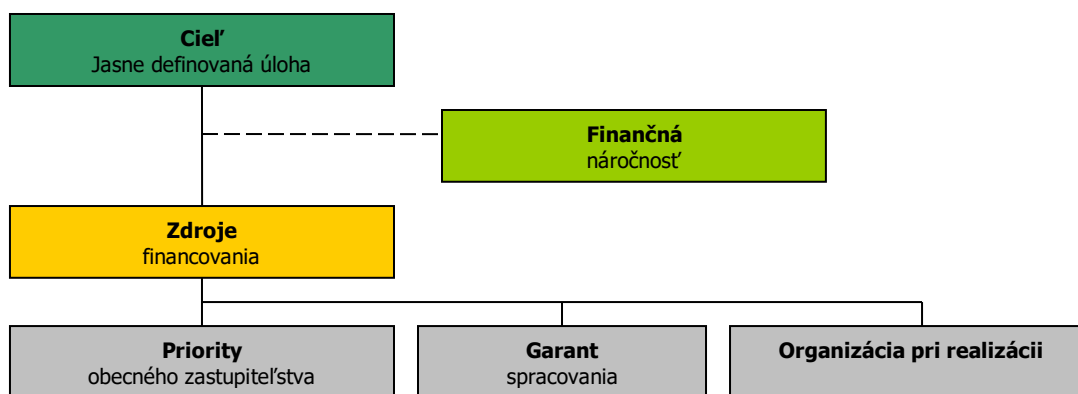 Cieľ
Jasne definovaná úloha
Finančná
náročnosť
Zdroje
financovania
Priority
obecného zastupiteľstva
Garant
spracovania
Organizácia pri realizácii